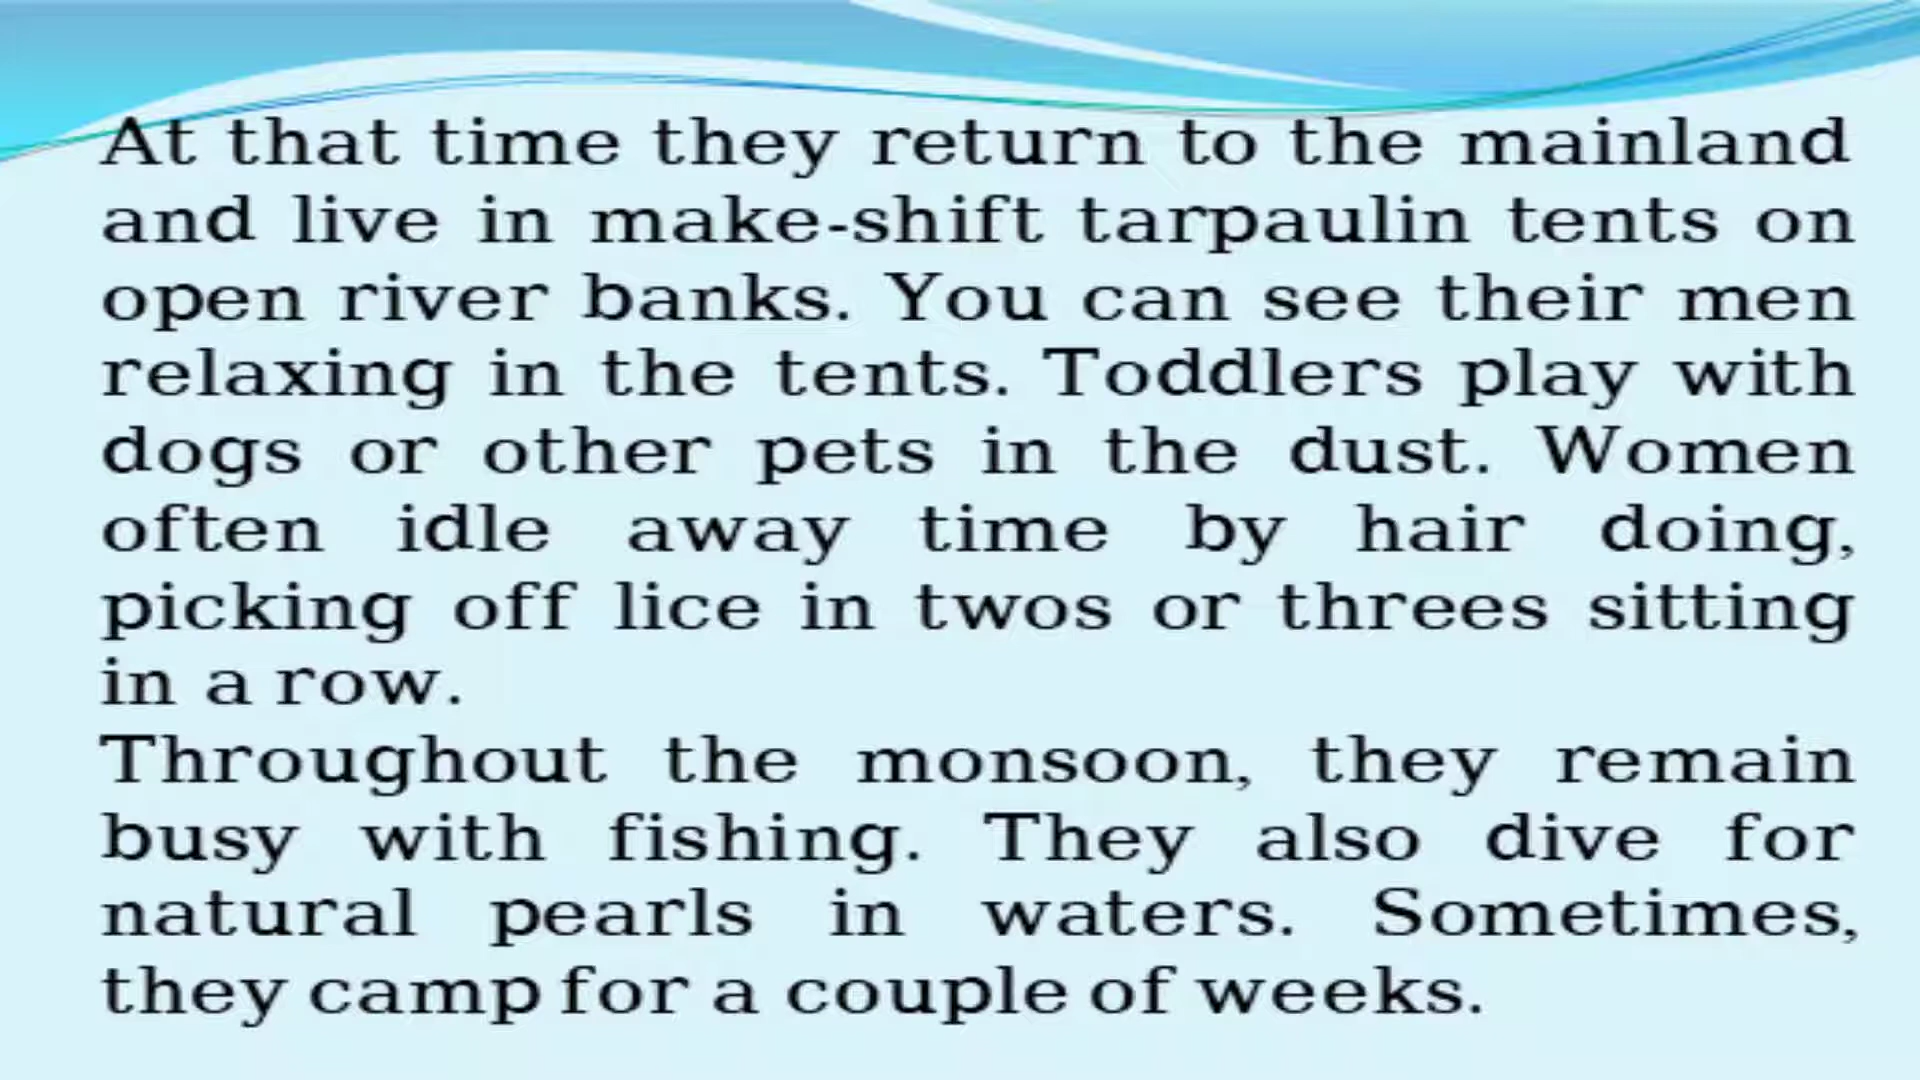 At that time they return to the mainland
and live in make-shift tarpaulin tents on
open river banks. You can see their men
relaxing in the tents. Toddlers play with
dogs or other pets in the dust. Women
often idle away time by hair doing,
picking off lice in twos or threes sitting
in a row.
Throughout the monsoon, they remain
busy with fishing. They also dive for
natural pearls in waters. Sometimes,
they camp for a couple of weeks.